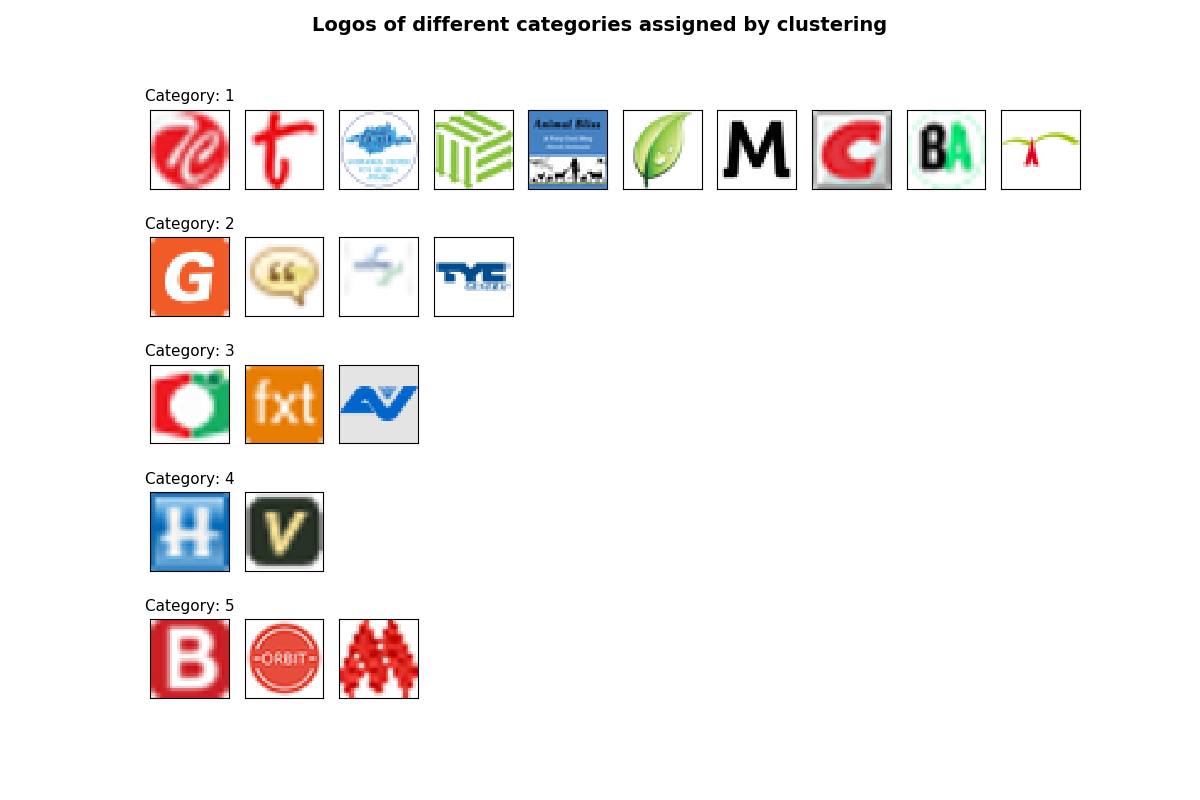 Logos of different categories assigned by clustering
Category: 1
t
Animal Bliss
M
C
BA
Category: 2
G
“
TYC
Category: 3
fxt
AV
Category: 4
H
V
Category: 5
B
ORBIT
M